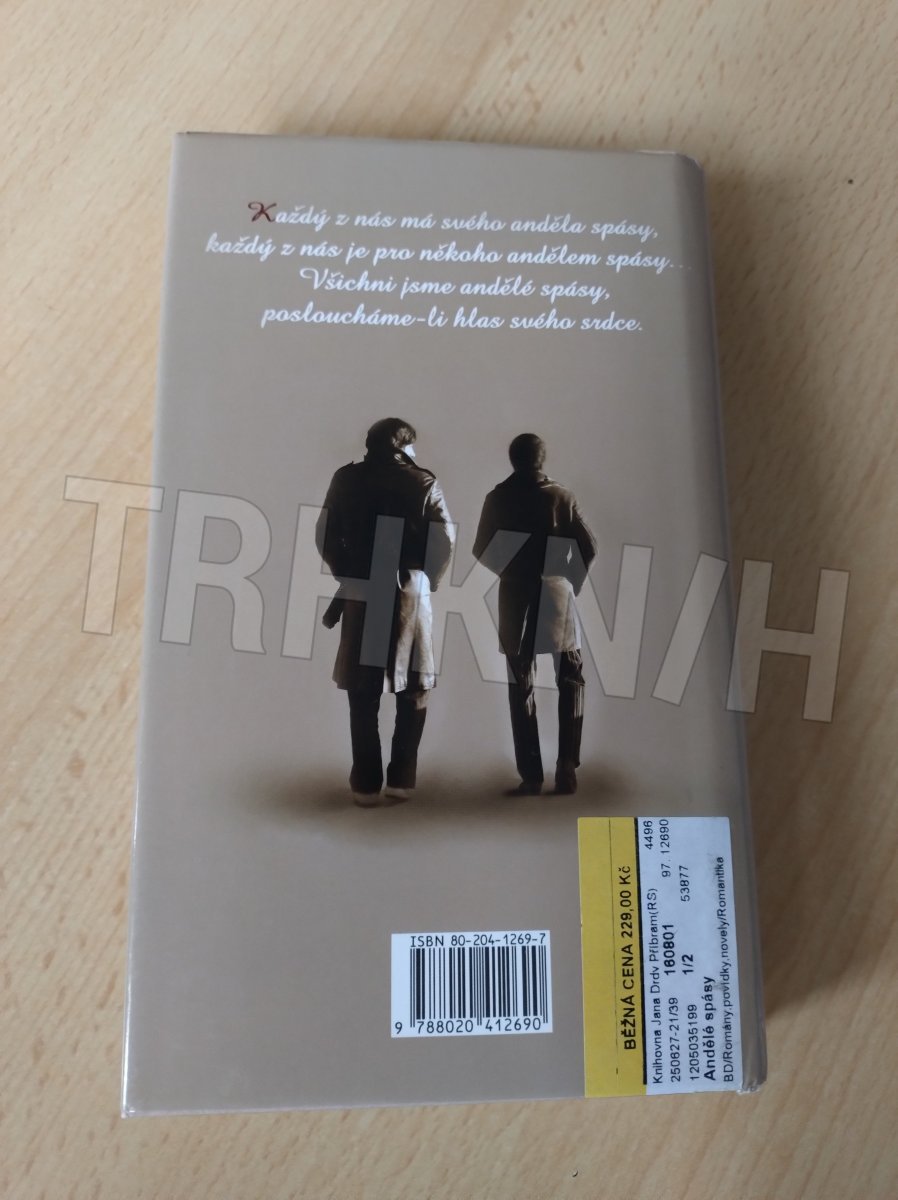 Každý z nás má svého anděla spásy,
každý z nás je pro někoho andělem spásy...
Všichni jsme andělé spásy,
posloucháme-li hlas svého srdce.
TRHKNIH
ISBN 80-204-1269-7
9 788020 412690
BĚŽNÁ CENA 229,00 Kč
Knihovna Jana Drdy Příbram(RS) 4496
250627-21/39 160801 97. 12690
1205035199 1/2 53877
Andělé spásy
BD/Romány,povídky,novely/Romantika